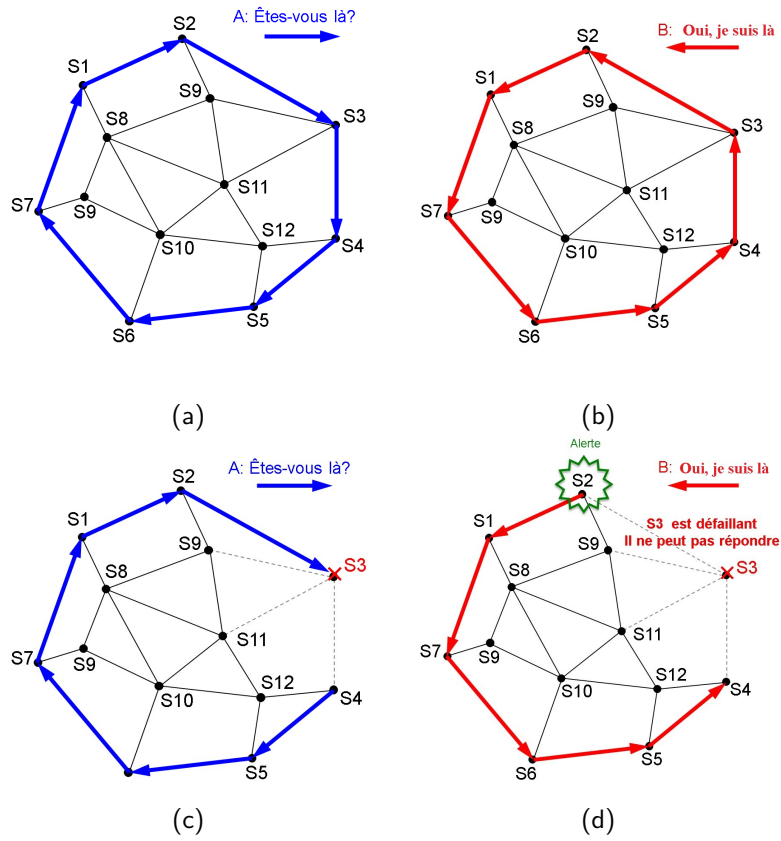 A: Êtes-vous là?
S2
S1
S9
S3
S8
S11
S7
S9
S10
S12
S4
S5
S6
(a)
B: Oui, je suis là
S2
S1
S9
S3
S8
S11
S7
S9
S10
S12
S4
S5
S6
(b)
A: Êtes-vous là?
S2
S1
S9
S3
S8
S11
S7
S9
S10
S12
S4
S5
(c)
Alerte
B: Oui, je suis là
S2
S1
S3 est défaillant
Il ne peut pas répondre
S9
S3
S8
S11
S7
S9
S10
S12
S4
S5
S6
(d)